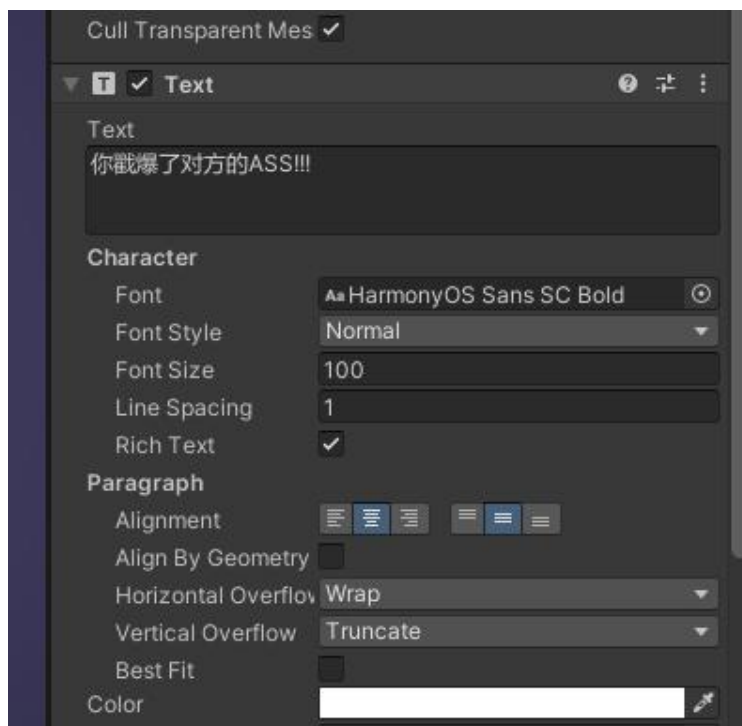 Cull Transparent Mes
Text
Text
你戳爆了对方的ASS!!!
Character
Font Aa HarmonyOS Sans SC Bold
Font Style Normal
Font Size 100
Line Spacing 1
Rich Text
Paragraph
Alignment
Align By Geometry
Horizontal Overflow Wrap
Vertical Overflow Truncate
Best Fit
Color